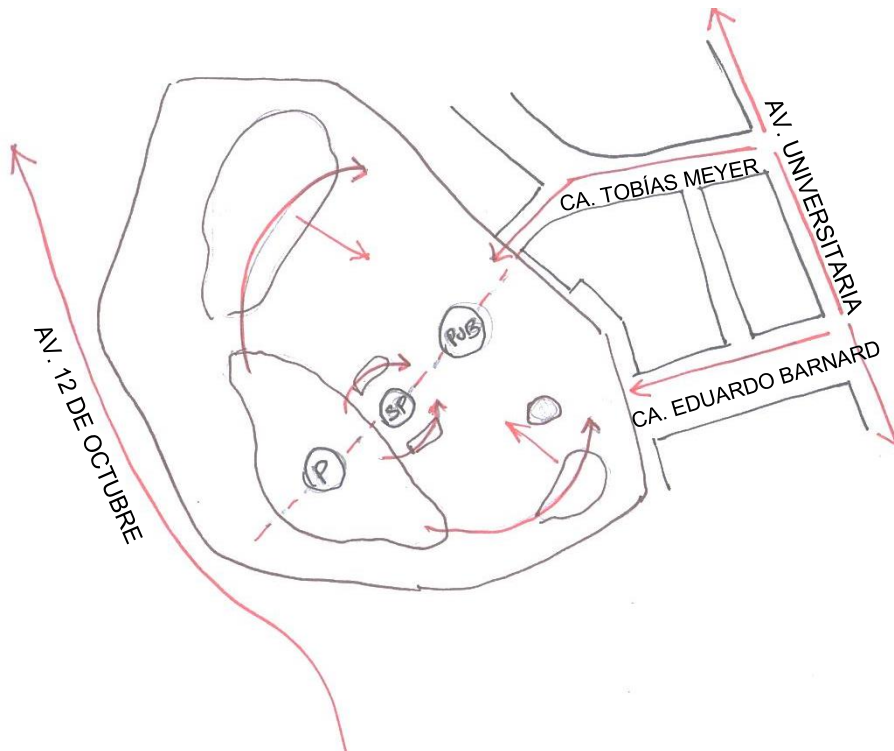 AV. UNIVERSITARIA
CA. TOBÍAS MEYER
PUB
AV. 12 DE OCTUBRE
CA. EDUARDO BARNARD
SP
P